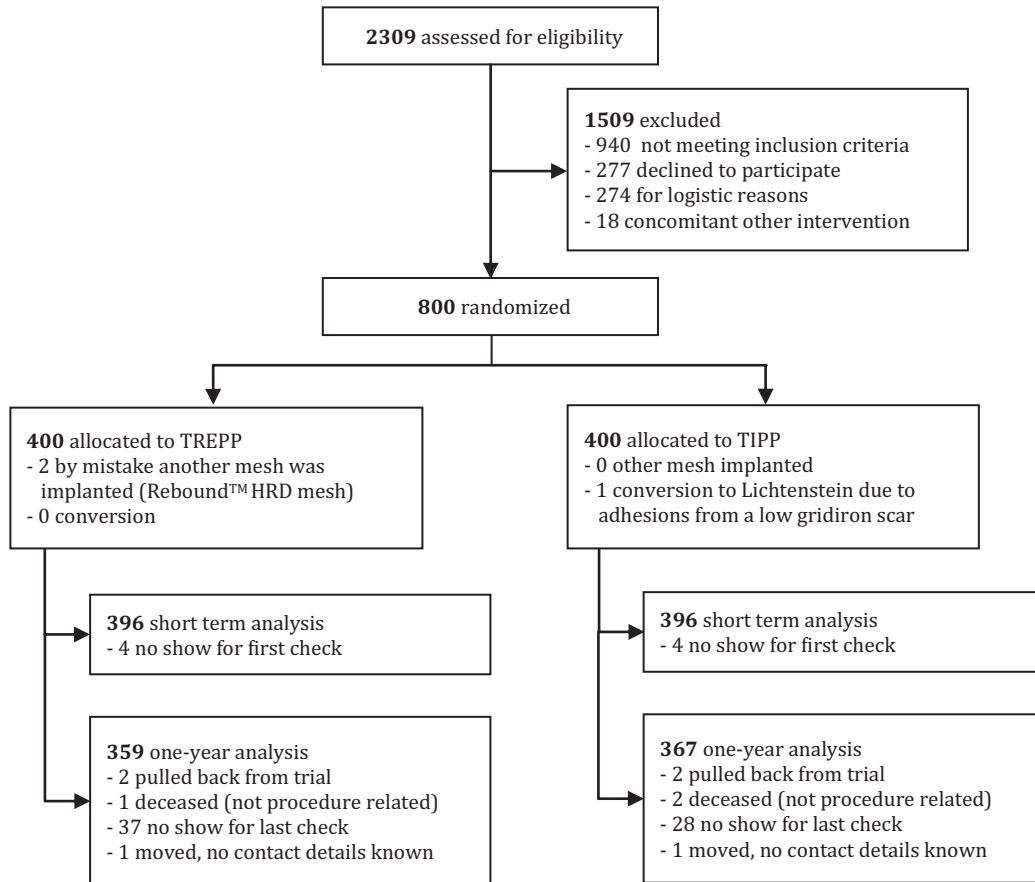 2309 assessed for eligibility
1509 excluded
- 940 not meeting inclusion criteria
- 277 declined to participate
- 274 for logistic reasons
- 18 concomitant other intervention
800 randomized
400 allocated to TREPP
- 2 by mistake another mesh was
implanted (Rebound™ HRD mesh)
- 0 conversion
400 allocated to TIPP
- 0 other mesh implanted
- 1 conversion to Lichtenstein due to
adhesions from a low gridiron scar
396 short term analysis
- 4 no show for first check
396 short term analysis
- 4 no show for first check
359 one-year analysis
- 2 pulled back from trial
- 1 deceased (not procedure related)
- 37 no show for last check
- 1 moved, no contact details known
367 one-year analysis
- 2 pulled back from trial
- 2 deceased (not procedure related)
- 28 no show for last check
- 1 moved, no contact details known